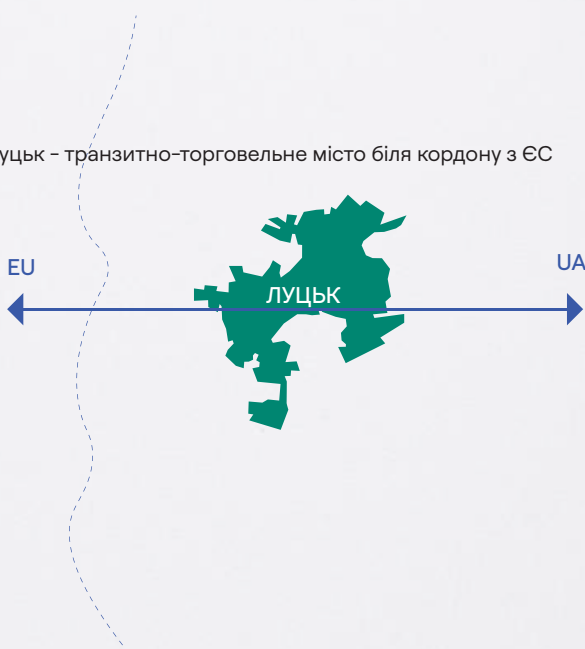 уцьк - транзитно-торговельне місто біля кордону з ЄС
EU
UA
ЛУЦЬК